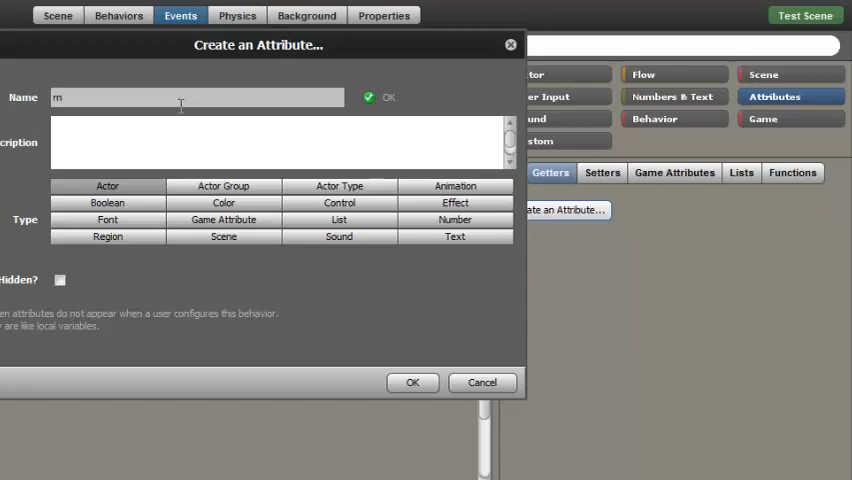 Scene Behaviors Events Physics Background Properties Test Scene
Create an Attribute...
Name rn OK
cription
Type
Actor Actor Group Actor Type Animation
Boolean Color Control Effect
Font Game Attribute List Number
Region Scene Sound Text
Hidden?
en attributes do not appear when a user configures this behavior.
y are like local variables.
OK Cancel
tor Flow Scene
er Input Numbers & Text Attributes
und Behavior Game
stom
Getters Setters Game Attributes Lists Functions
ate an Attribute...